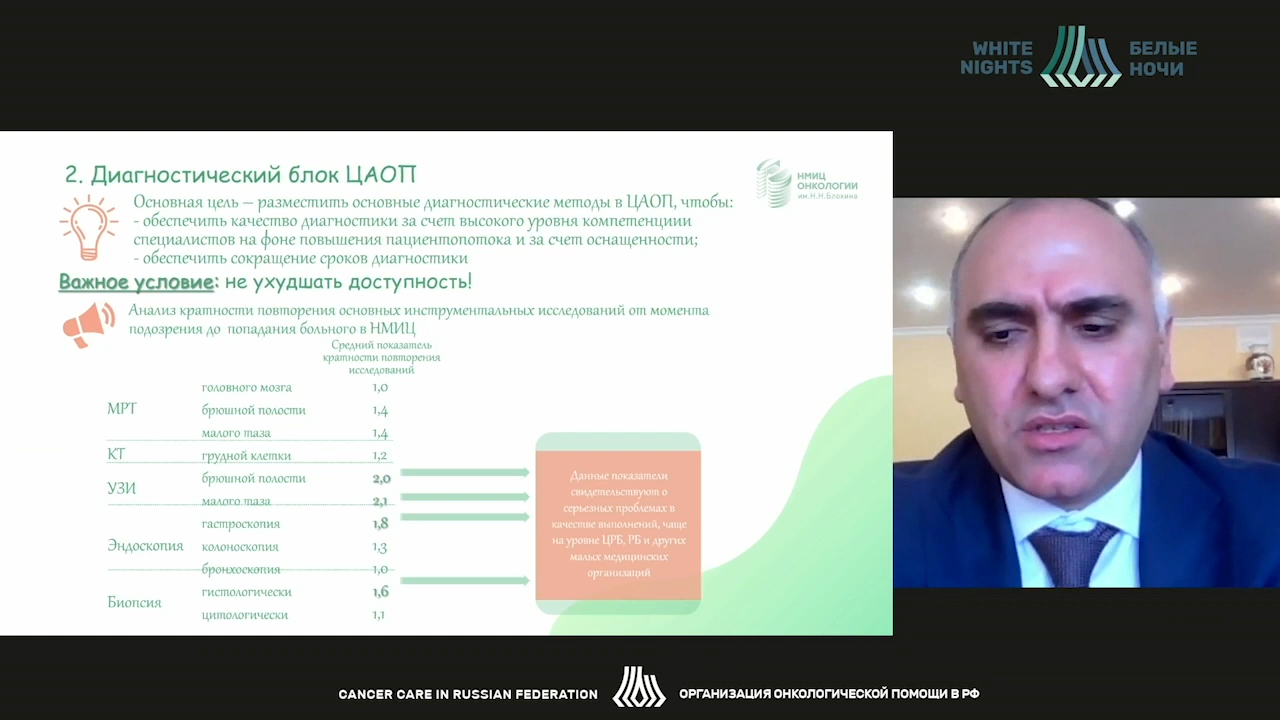 WHITE
NIGHTS
БЕЛЫЕ
НОЧИ
2. Диагностический блок ЦАОП
НМИЦ
ОНКОЛОГИИ
им.Н.Н.Блохина
Основная цель – разместить основные диагностические методы в ЦАОП, чтобы:
- обеспечить качество диагностики за счет высокого уровня компетенциии
специалистов на фоне повышения пациентопотока и за счет оснащенности;
- обеспечить сокращение сроков диагностики
Важное условие: не ухудшать доступность!
Анализ кратности повторения основных инструментальных исследований от момента
подозрения до попадания больного в НМИЦ
Средний показатель
кратности повторения
исследований
МРТ
головного мозга 1,0
брюшной полости 1,4
малого таза 1,4
КТ грудной клетки 1,2
УЗИ
брюшной полости 2,0
малого таза 2,1
Эндоскопия
гастроскопия 1,8
колоноскопия 1,3
бронхоскопия 1,0
Биопсия
гистологически 1,6
цитологически 1,1
Данные показатели
свидетельствуют о
серьезных проблемах в
качестве выполнений, чаще
на уровне ЦРБ, РБ и других
малых медицинских
организаций
CANCER CARE IN RUSSIAN FEDERATION
ОРГАНИЗАЦИЯ ОНКОЛОГИЧЕСКОЙ ПОМОЩИ В РФ